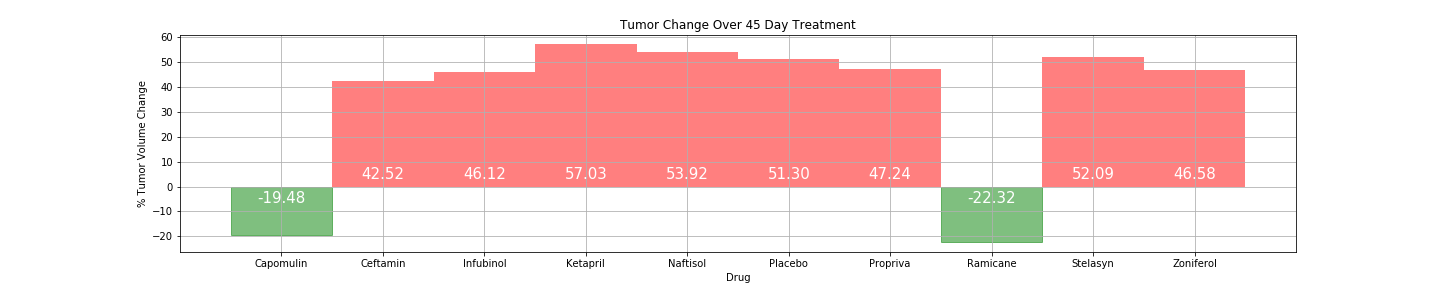 Tumor Change Over 45 Day Treatment
% Tumor Volume Change
60
50
40
30
20
10
0
−10
−20
-19.48
42.52
46.12
57.03
53.92
51.30
47.24
-22.32
52.09
46.58
Capomulin
Ceftamin
Infubinol
Ketapril
Naftisol
Placebo
Propriva
Ramicane
Stelasyn
Zoniferol
Drug